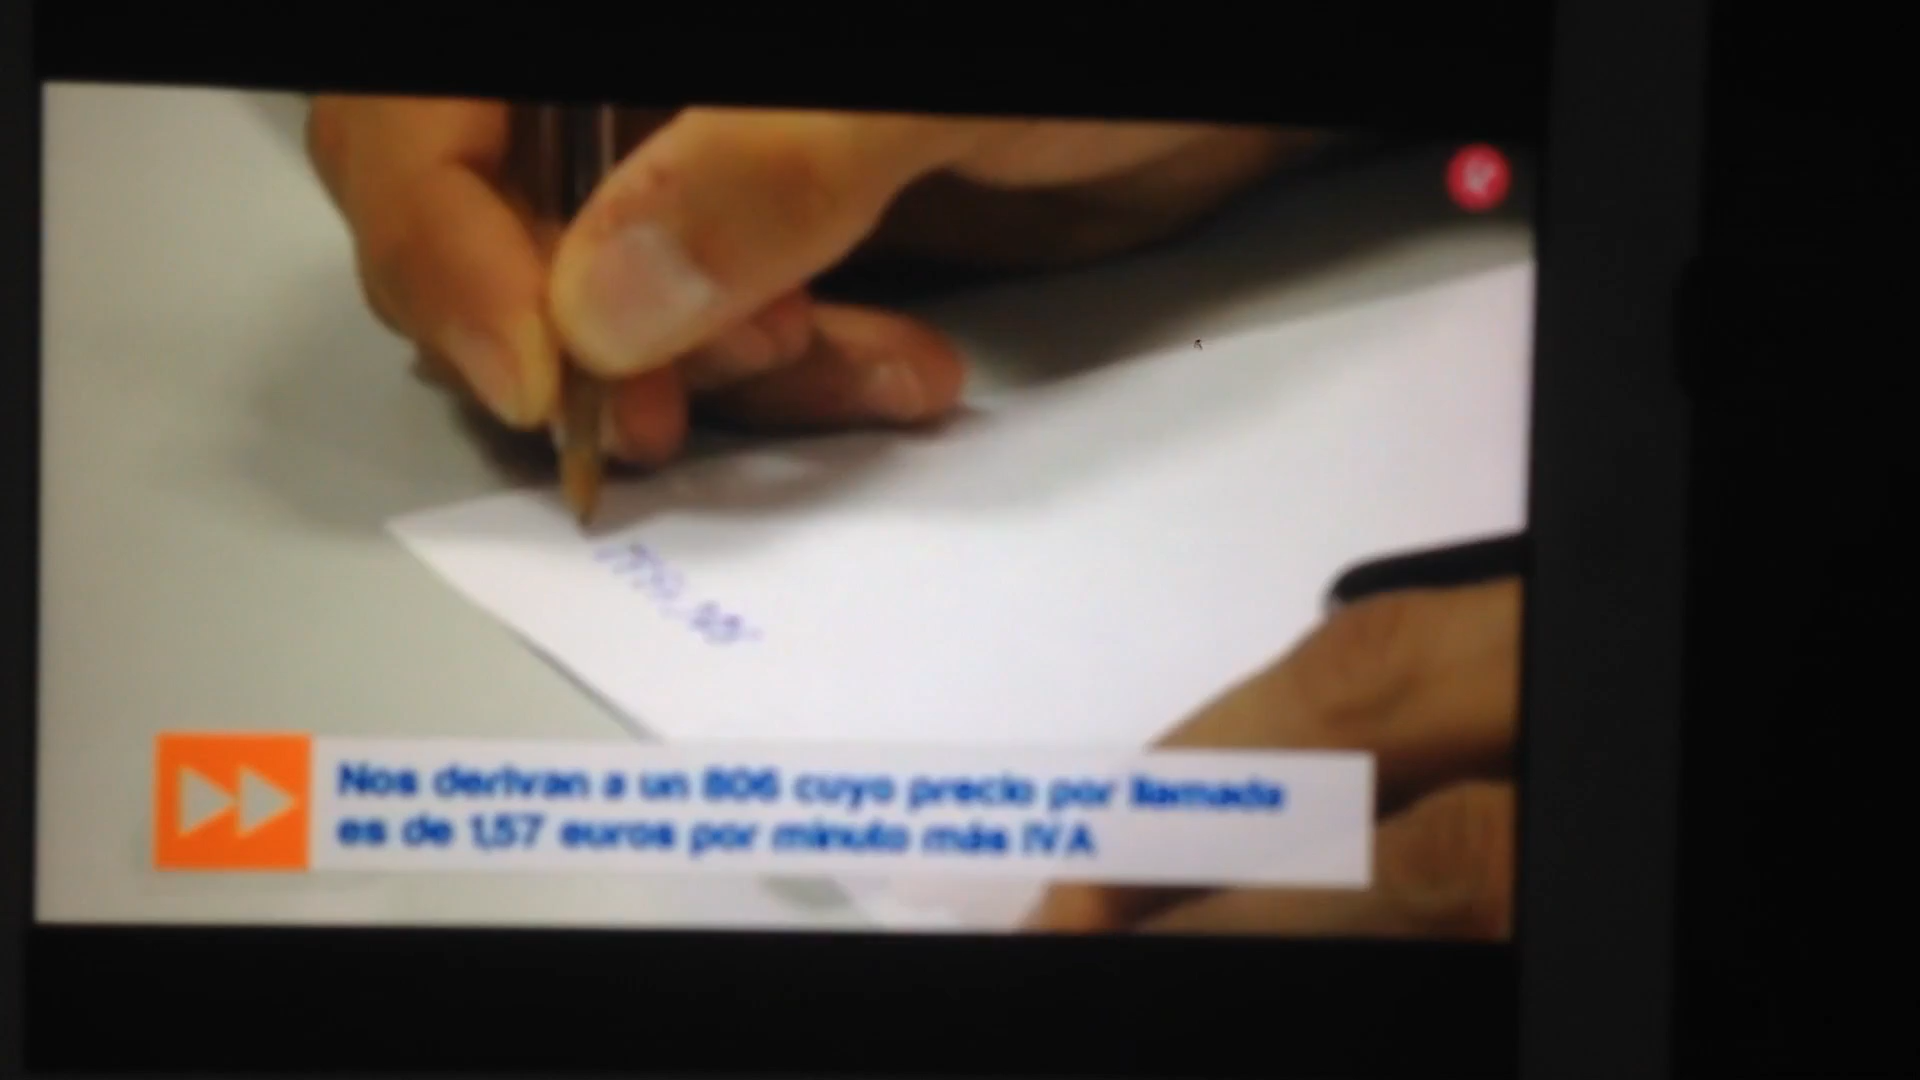 Nos derivan a un 806 cuyo precio por llamada
es de 1,57 euros por minuto más IVA